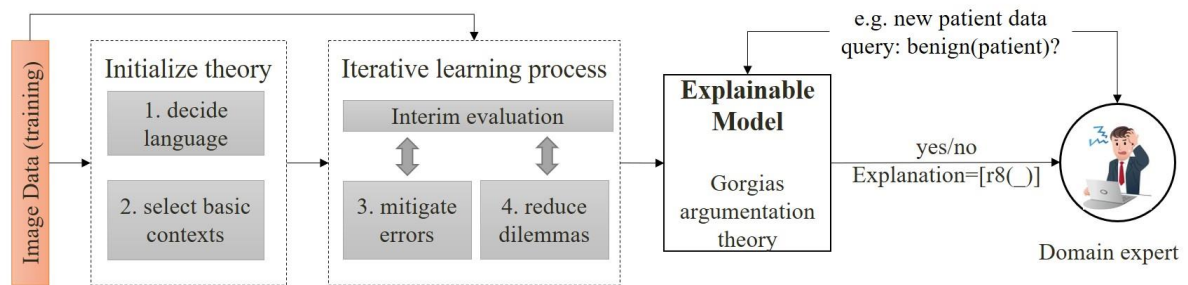 Image Data (training)
Initialize theory
1. decide
language
2. select basic
contexts
Iterative learning process
Interim evaluation
3. mitigate
errors
4. reduce
dilemmas
Explainable
Model
Gorgias
argumentation
theory
e.g. new patient data
query: benign(patient)?
yes/no
Explanation=[r8(_)]
Domain expert